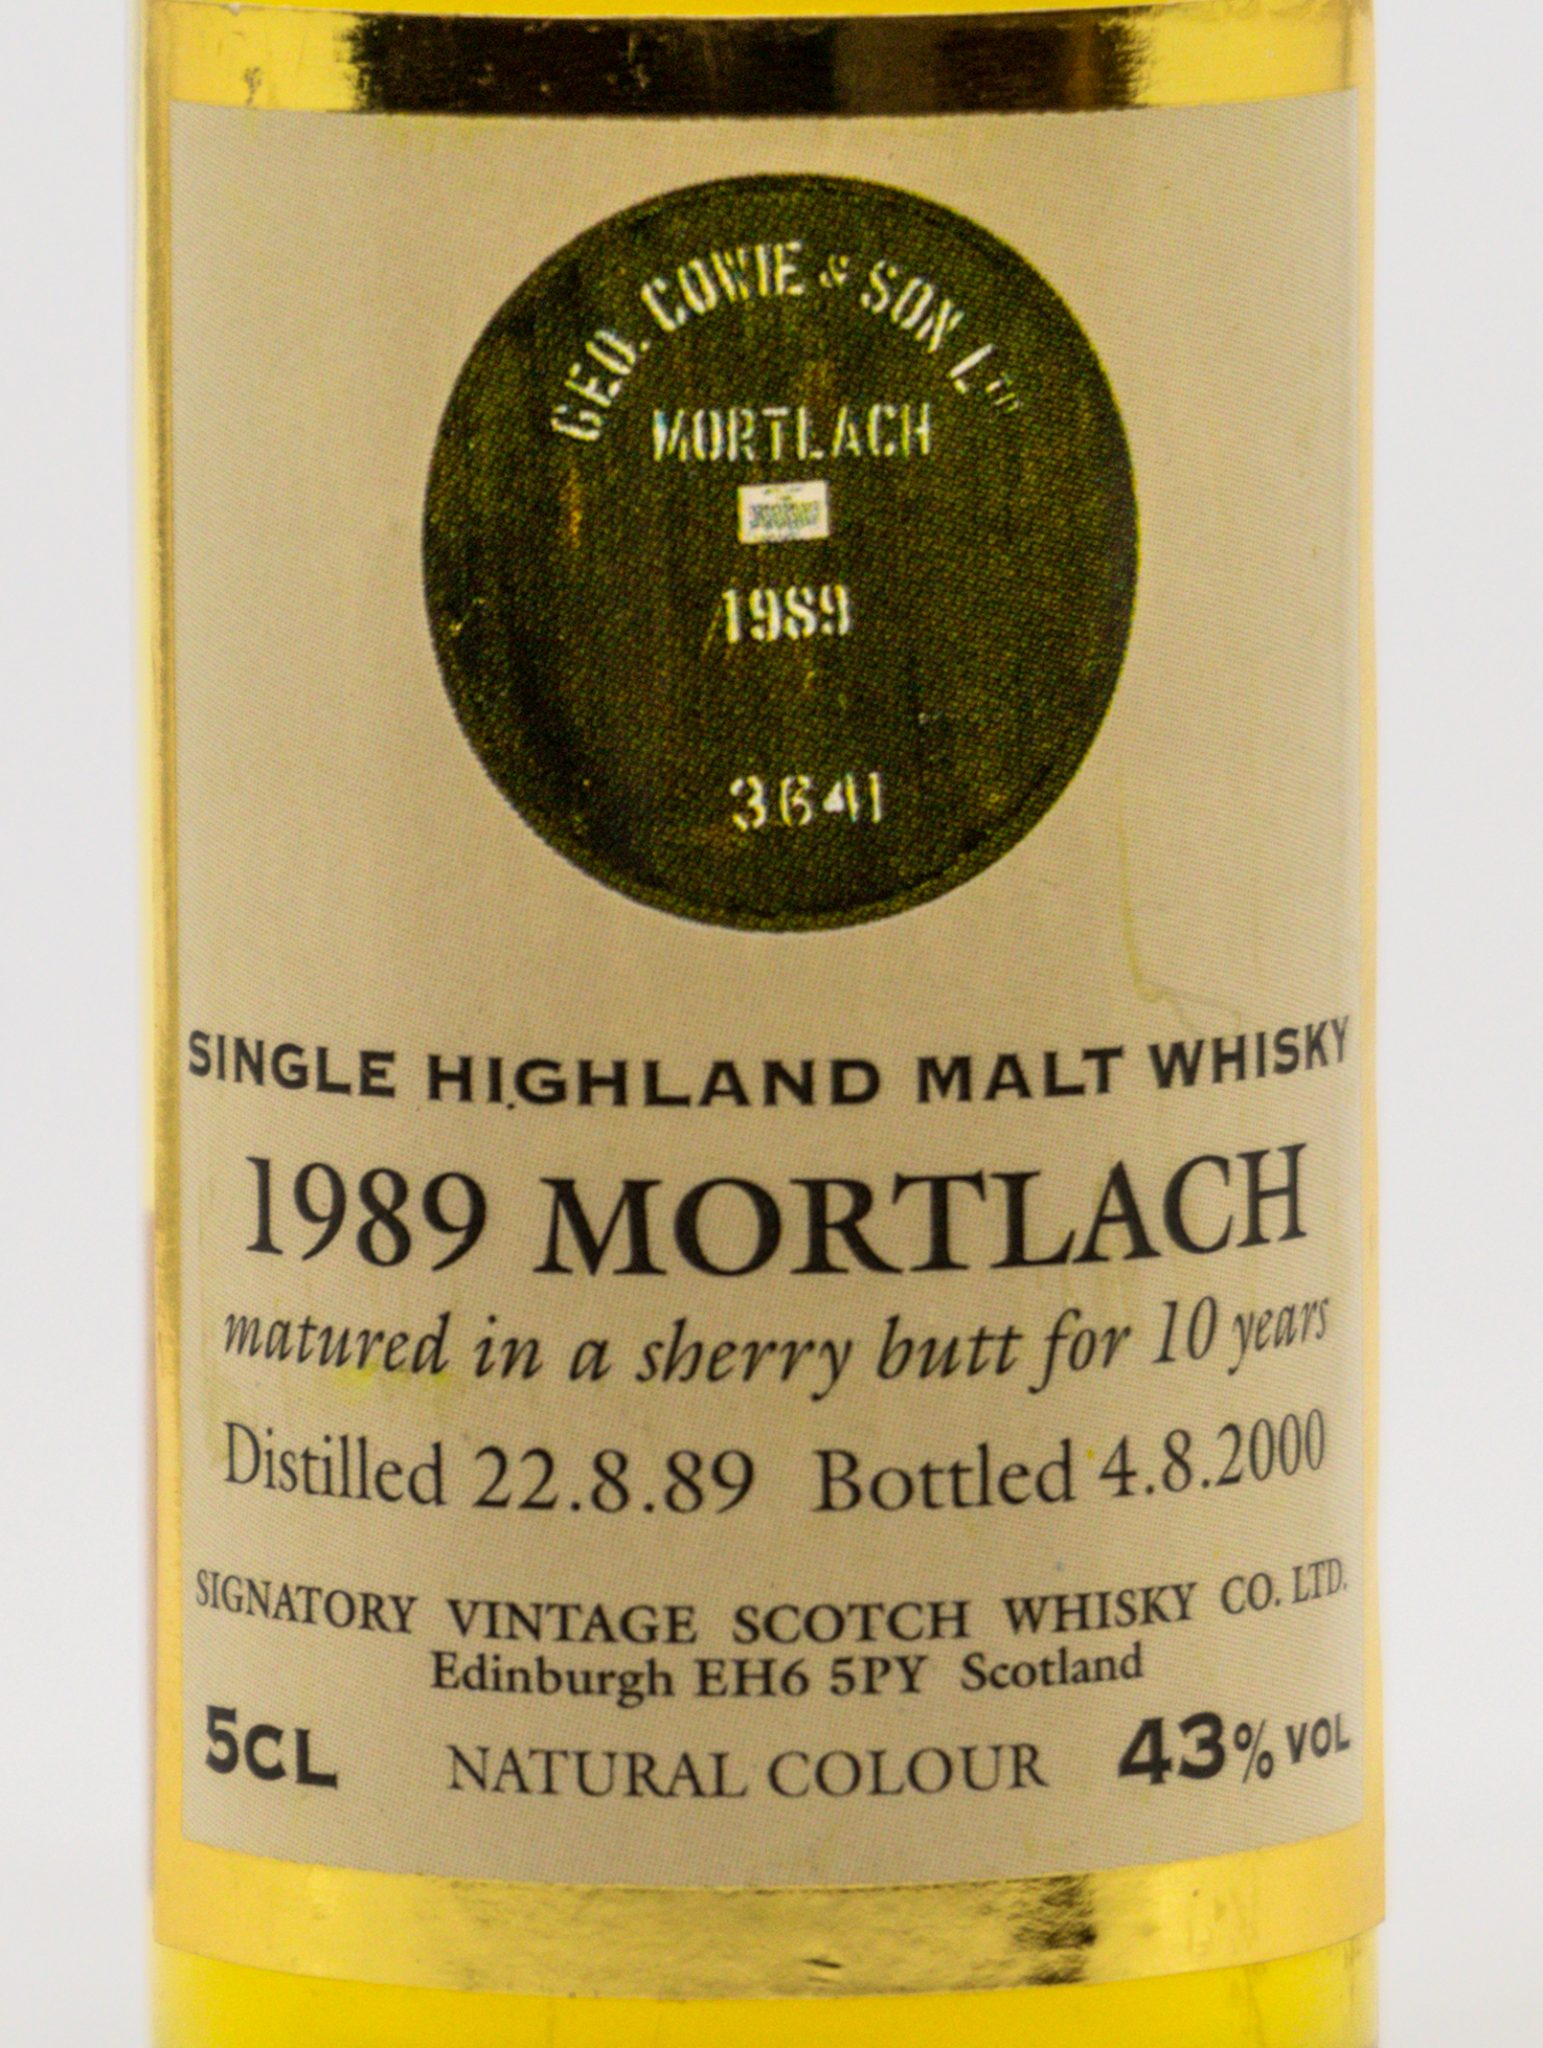 GEO. COWIE & SON LTD
MORTLACH
1989
3641
SINGLE HIGHLAND MALT WHISKY
1989 MORTLACH
matured in a sherry butt for 10 years
Distilled 22.8.89 Bottled 4.8.2000
SIGNATORY VINTAGE SCOTCH WHISKY CO. LTD.
Edinburgh EH6 5PY Scotland
5CL NATURAL COLOUR 43% VOL